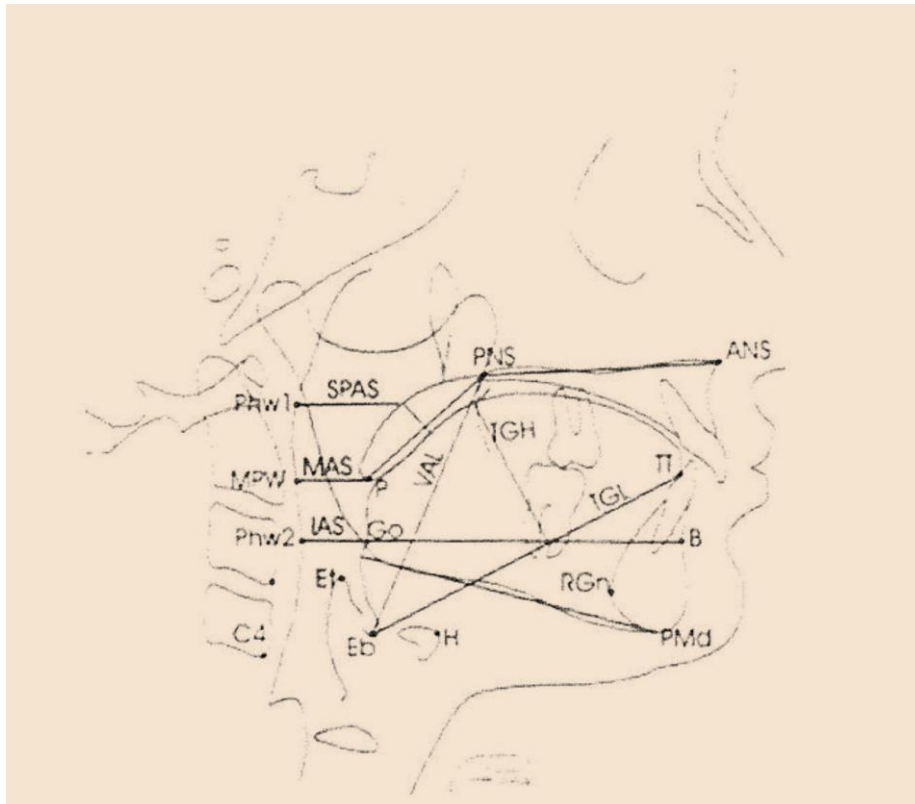 PNS
ANS
SPAS
Phw1
TGH
MAS
VAL
TT
MPW
P
TGL
IAS
Go
Phw2
B
Et
RGn
C4
Eb
H
PMd